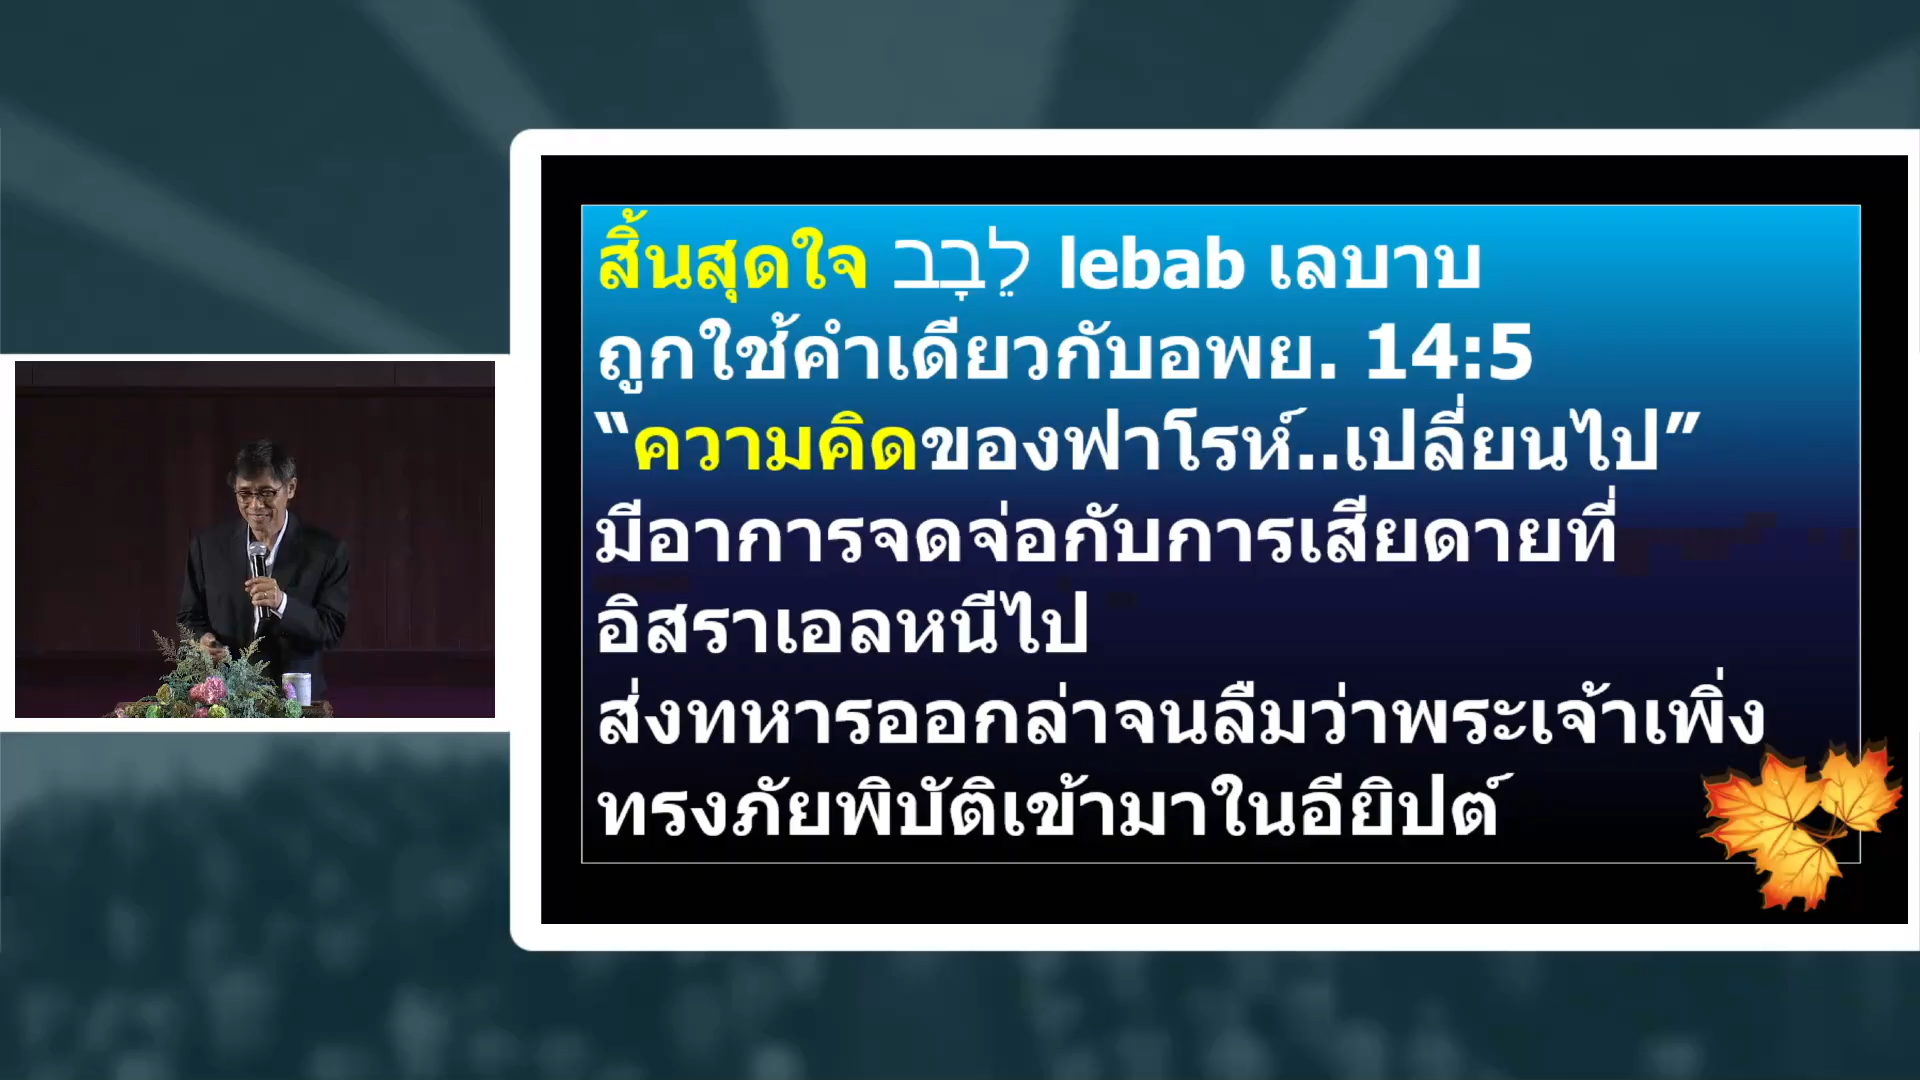 สิ้นสุดใจ לֵבָב lebab เลบาบ
ถูกใช้คำเดียวกับอพย. 14:5
“ความคิดของฟาโรห์..เปลี่ยนไป”
มีอาการจดจ่อกับการเสียดายที่
อิสราเอลหนีไป
ส่งทหารออกล่าจนลืมว่าพระเจ้าเพิ่ง
ทรงภัยพิบัติเข้ามาในอียิปต์